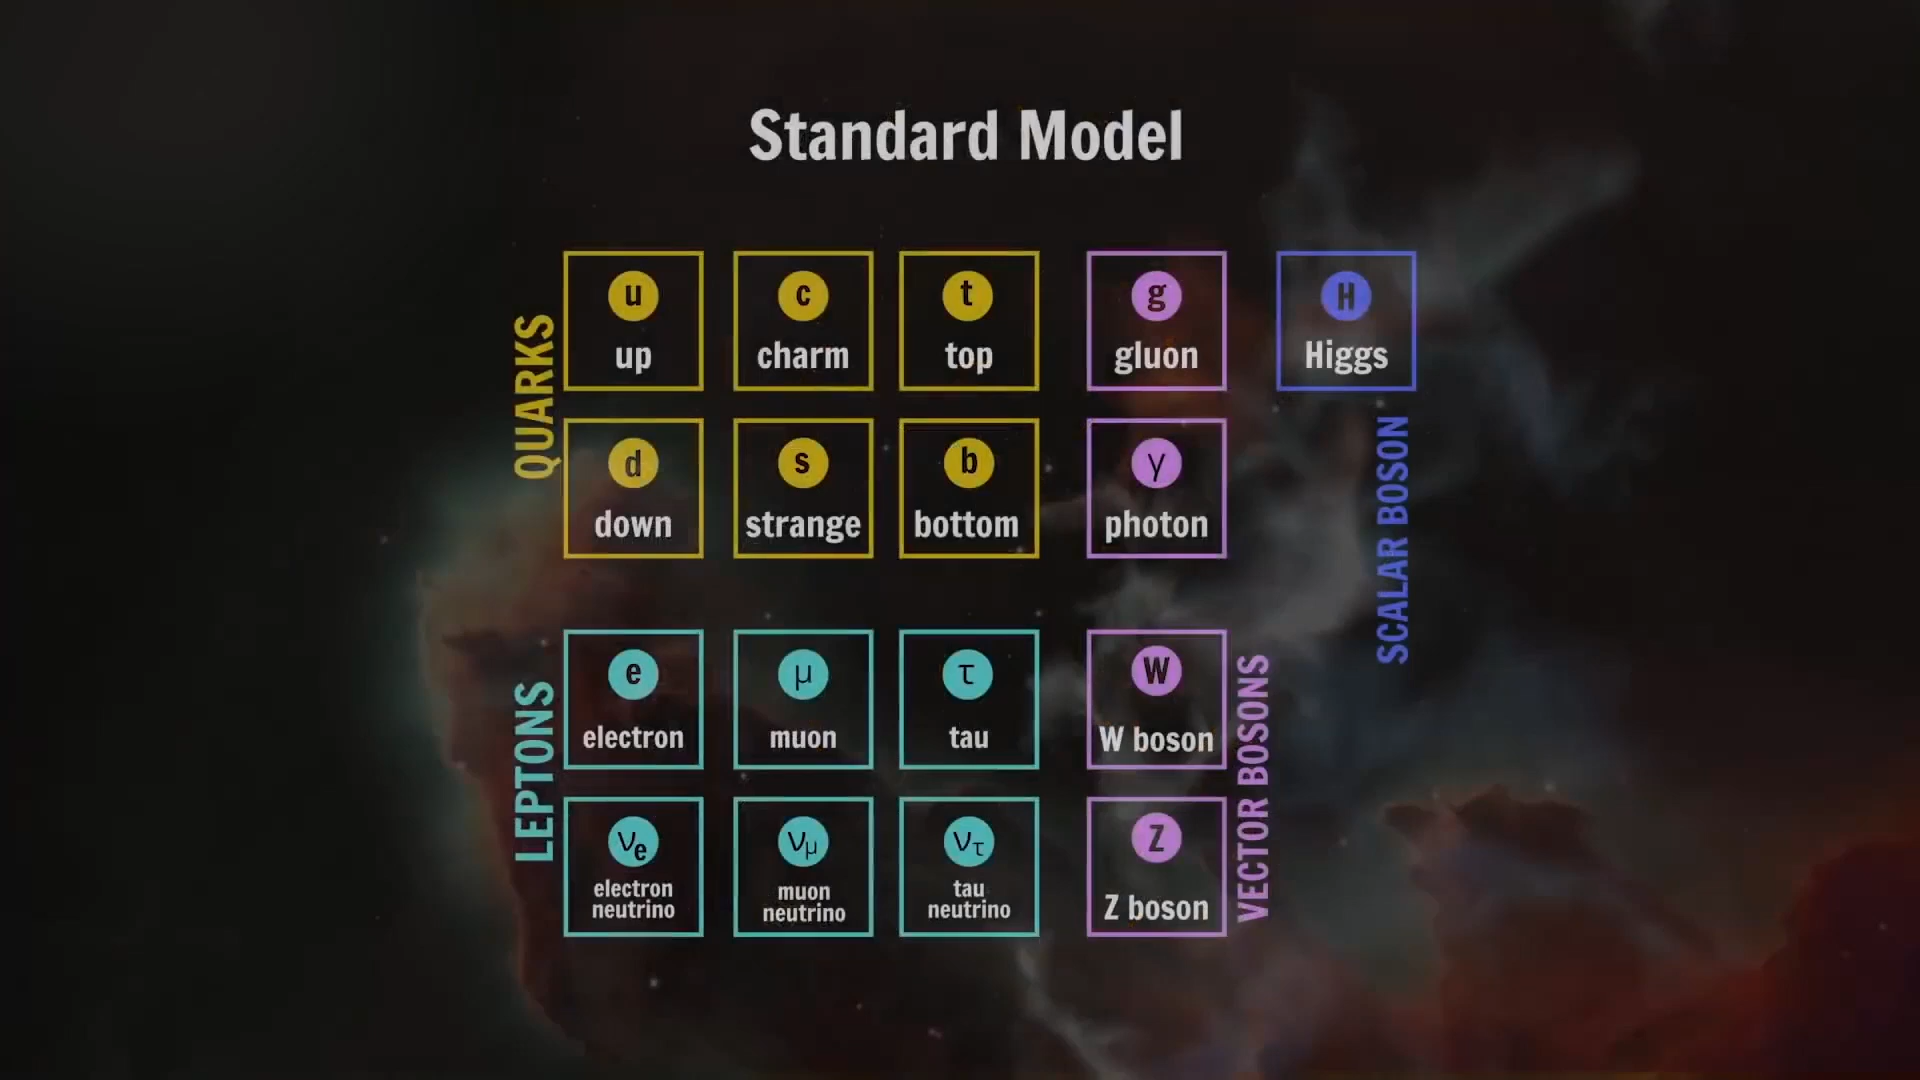 Standard Model
QUARKS
u
up
c
charm
t
top
g
gluon
H
Higgs
d
down
s
strange
b
bottom
γ
photon
SCALAR BOSON
LEPTONS
e
electron
μ
muon
τ
tau
W
W boson
VECTOR BOSONS
νe
electron
neutrino
νμ
muon
neutrino
ντ
tau
neutrino
Z
Z boson